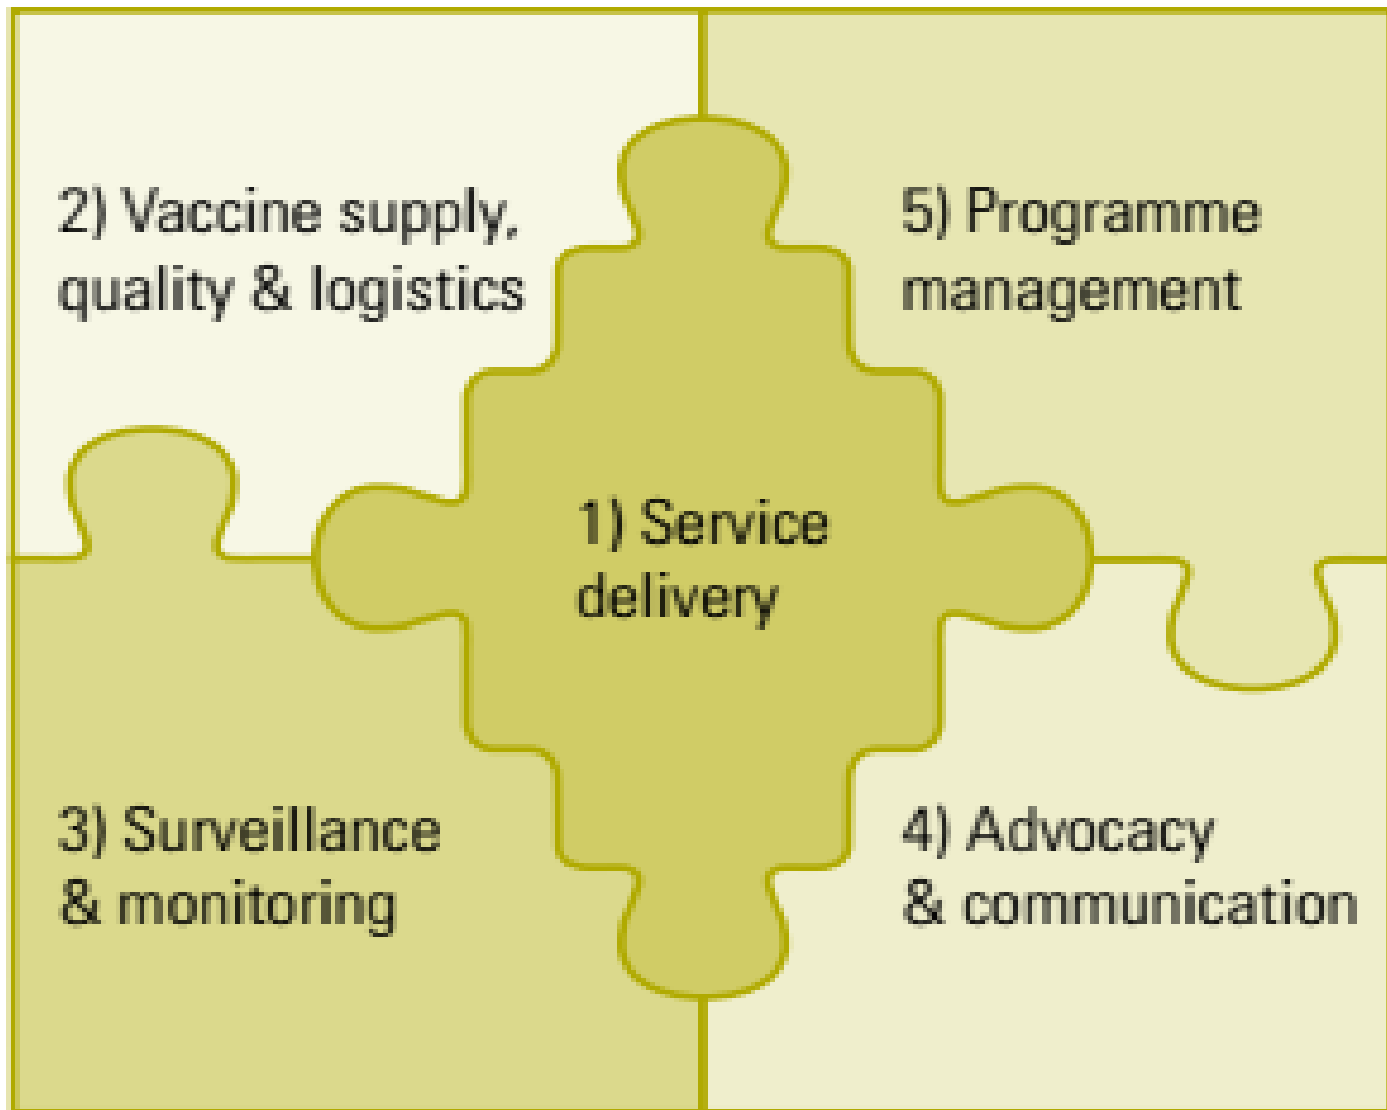 2) Vaccine supply,
quality & logistics
5) Programme
management
1) Service
delivery
3) Surveillance
& monitoring
4) Advocacy
& communication